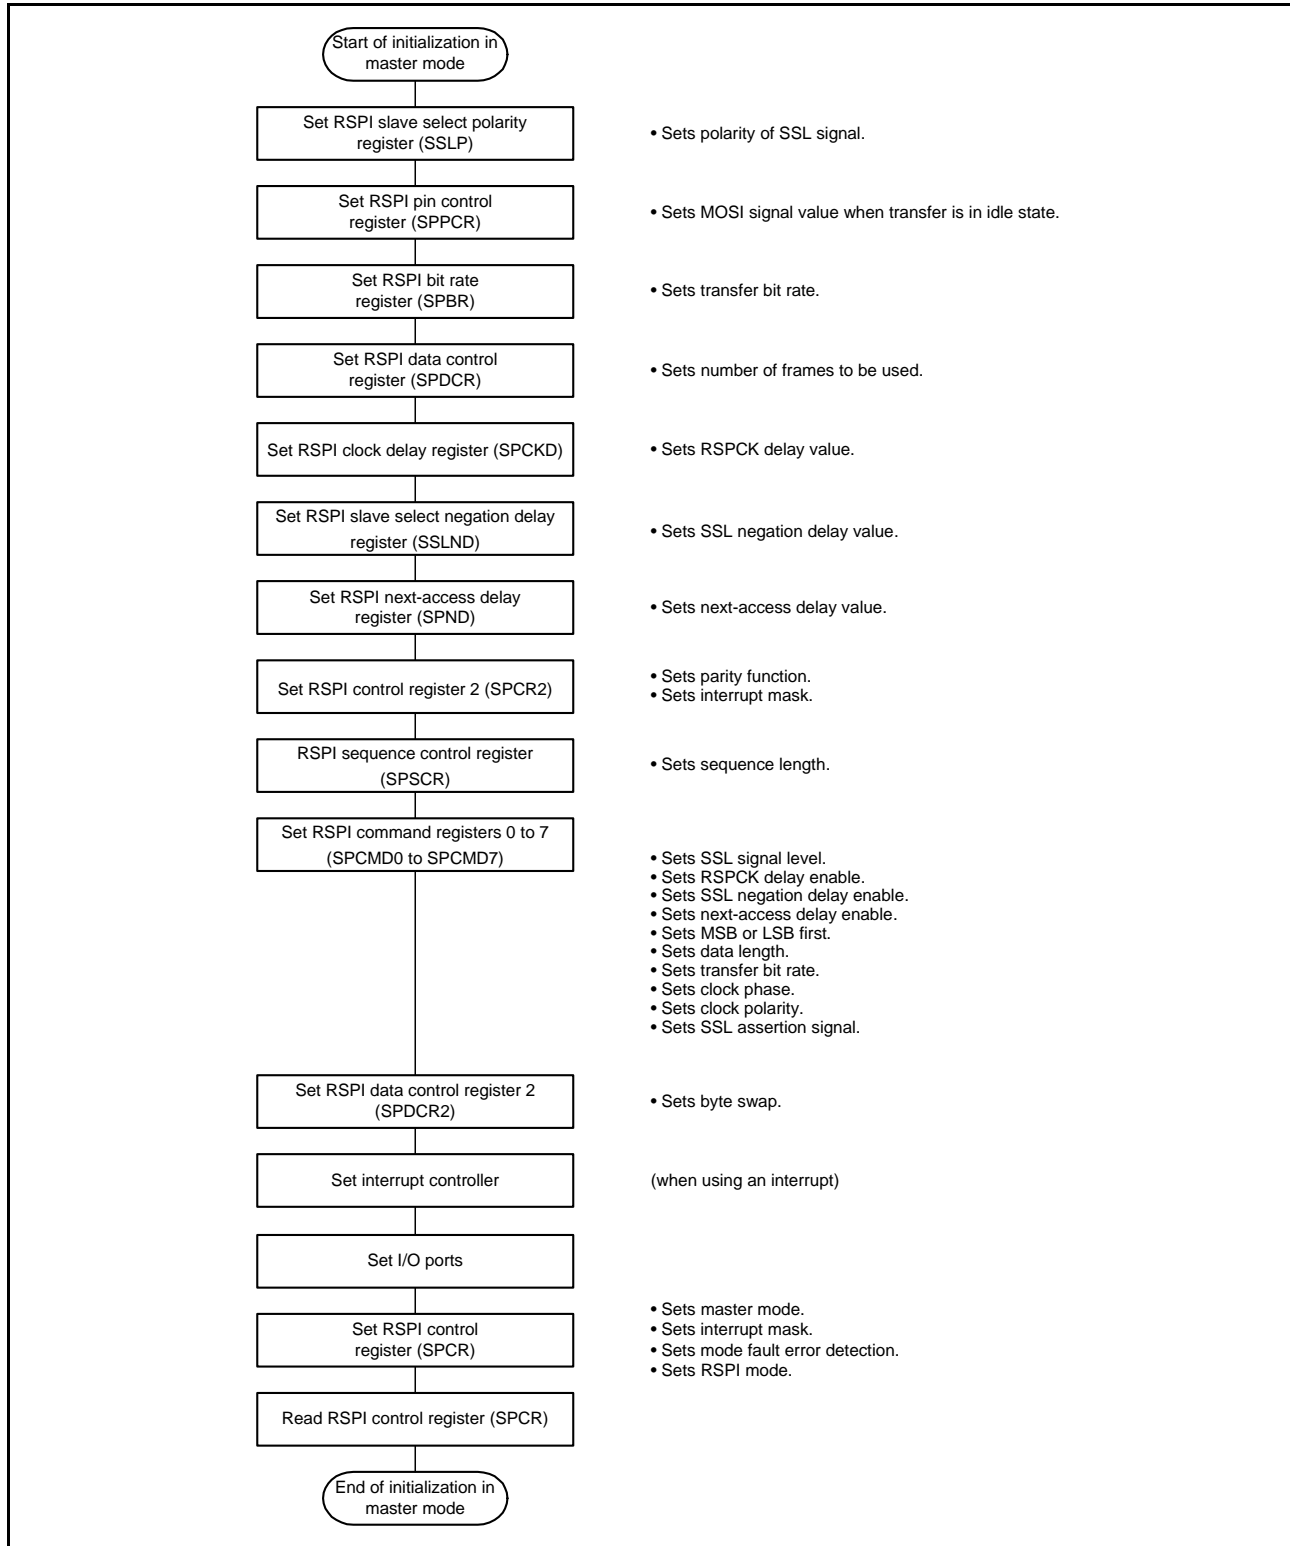 Start of initialization in
master mode
Set RSPI slave select polarity
register (SSLP)
• Sets polarity of SSL signal.
Set RSPI pin control
register (SPPCR)
• Sets MOSI signal value when transfer is in idle state.
Set RSPI bit rate
register (SPBR)
• Sets transfer bit rate.
Set RSPI data control
register (SPDCR)
• Sets number of frames to be used.
Set RSPI clock delay register (SPCKD)
• Sets RSPCK delay value.
Set RSPI slave select negation delay
register (SSLND)
• Sets SSL negation delay value.
Set RSPI next-access delay
register (SPND)
• Sets next-access delay value.
Set RSPI control register 2 (SPCR2)
• Sets parity function.
• Sets interrupt mask.
RSPI sequence control register
(SPSCR)
• Sets sequence length.
Set RSPI command registers 0 to 7
(SPCMD0 to SPCMD7)
• Sets SSL signal level.
• Sets RSPCK delay enable.
• Sets SSL negation delay enable.
• Sets next-access delay enable.
• Sets MSB or LSB first.
• Sets data length.
• Sets transfer bit rate.
• Sets clock phase.
• Sets clock polarity.
• Sets SSL assertion signal.
Set RSPI data control register 2
(SPDCR2)
• Sets byte swap.
Set interrupt controller
(when using an interrupt)
Set I/O ports
Set RSPI control
register (SPCR)
• Sets master mode.
• Sets interrupt mask.
• Sets mode fault error detection.
• Sets RSPI mode.
Read RSPI control register (SPCR)
End of initialization in
master mode